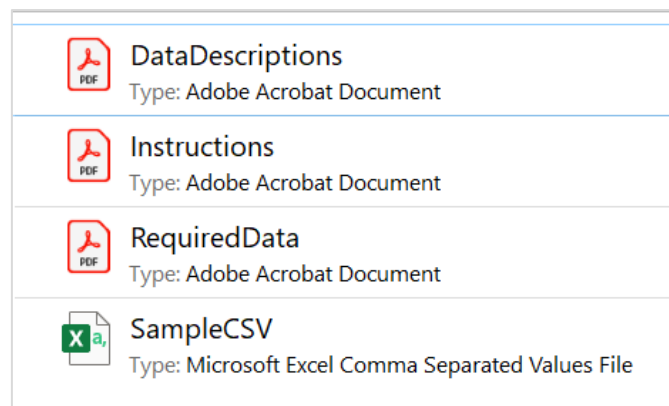 PDF
DataDescriptions
Type: Adobe Acrobat Document
PDF
Instructions
Type: Adobe Acrobat Document
PDF
RequiredData
Type: Adobe Acrobat Document
X a,
SampleCSV
Type: Microsoft Excel Comma Separated Values File